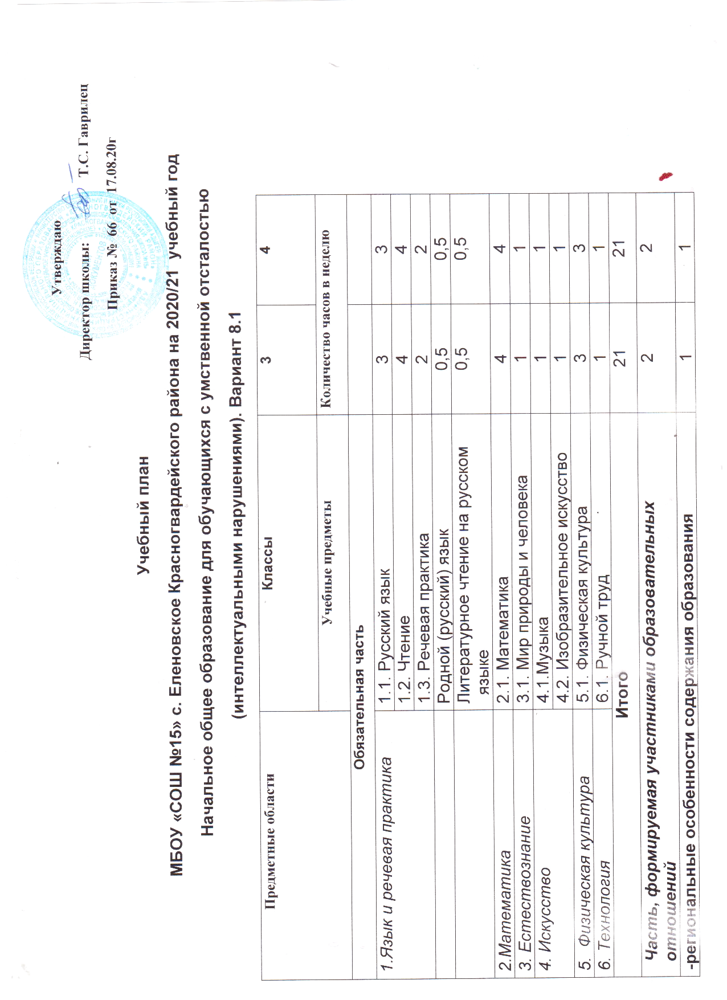 Утверждаю
Директор школы: Т.С. Гаврилец
Приказ № 66 от 17.08.20г
Учебный план
МБОУ «СОШ №15» с. Еленовское Красногвардейского района на 2020/21 учебный год
Начальное общее образование для обучающихся с умственной отсталостью
(интеллектуальными нарушениями). Вариант 8.1
Предметные области Классы 3 4
Учебные предметы Количество часов в неделю
Обязательная часть
1.Язык и речевая практика 1.1. Русский язык 3 3
1.2. Чтение 4 4
1.3. Речевая практика 2 2
Родной (русский) язык 0,5 0,5
Литературное чтение на русском 0,5 0,5
языке
2.Математика 2.1. Математика 4 4
3. Естествознание 3.1. Мир природы и человека 1 1
4. Искусство 4.1.Музыка 1 1
4.2. Изобразительное искусство 1 1
5. Физическая культура 5.1. Физическая культура 3 3
6. Технология 6.1. Ручной труд 1 1
Итого 21 21
Часть, формируемая участниками образовательных 2 2
отношений
-региональные особенности содержания образования 1 1